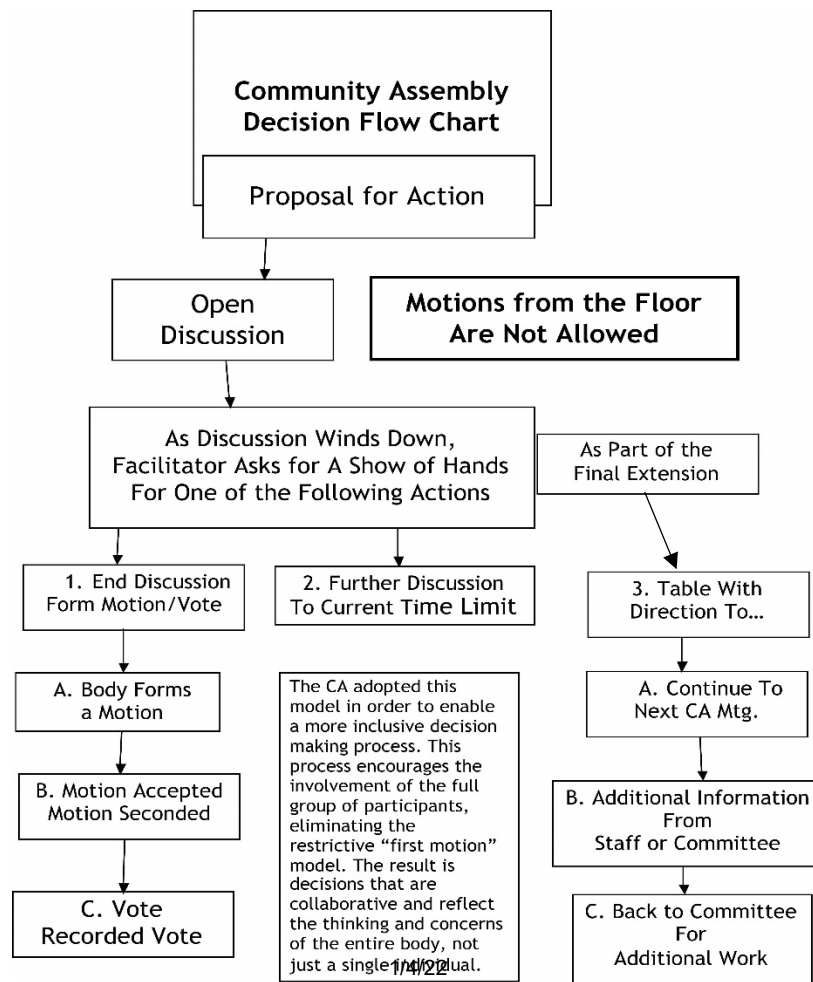 Community Assembly
Decision Flow Chart
Proposal for Action
Open
Discussion
Motions from the Floor
Are Not Allowed
As Discussion Winds Down,
Facilitator Asks for A Show of Hands
For One of the Following Actions
As Part of the
Final Extension
1. End Discussion
Form Motion/Vote
2. Further Discussion
To Current Time Limit
3. Table With
Direction To…
A. Body Forms
a Motion
B. Motion Accepted
Motion Seconded
C. Vote
Recorded Vote
The CA adopted this
model in order to enable
a more inclusive decision
making process. This
process encourages the
involvement of the full
group of participants,
eliminating the
restrictive “first motion”
model. The result is
decisions that are
collaborative and reflect
the thinking and concerns
of the entire body, not
just a single individual.
1/4/22
A. Continue To
Next CA Mtg.
B. Additional Information
From
Staff or Committee
C. Back to Committee
For
Additional Work